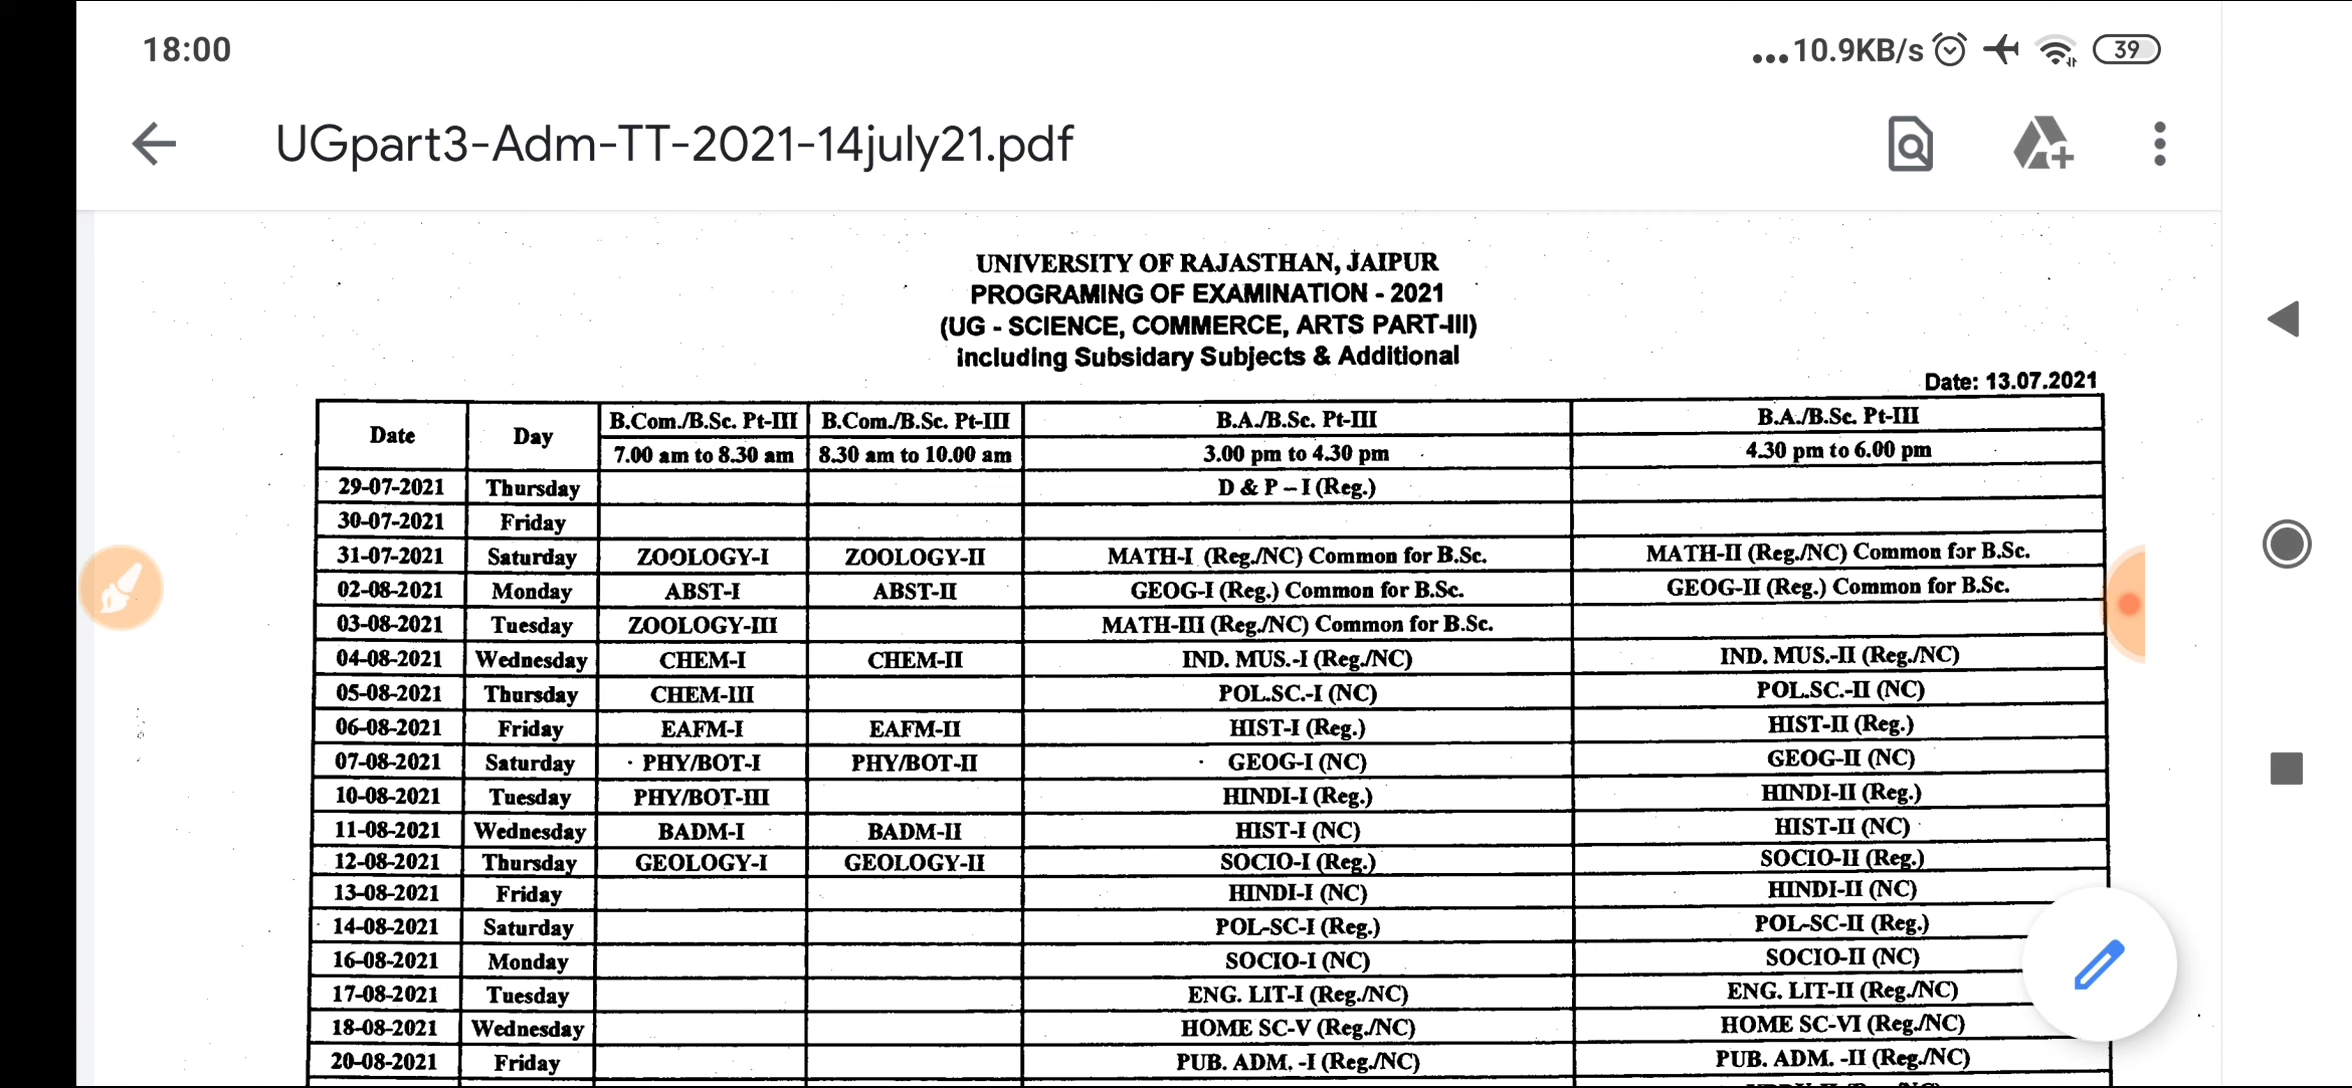 18:00
...10.9KB/s 39
UGpart3-Adm-TT-2021-14july21.pdf
UNIVERSITY OF RAJASTHAN, JAIPUR
PROGRAMING OF EXAMINATION - 2021
(UG - SCIENCE, COMMERCE, ARTS PART-III)
including Subsidary Subjects & Additional
Date: 13.07.2021
Date Day B.Com./B.Sc. Pt-III B.Com./B.Sc. Pt-III B.A./B.Sc. Pt-III B.A./B.Sc. Pt-III
7.00 am to 8.30 am 8.30 am to 10.00 am 3.00 pm to 4.30 pm 4.30 pm to 6.00 pm
29-07-2021 Thursday D & P – I (Reg.)
30-07-2021 Friday
31-07-2021 Saturday ZOOLOGY-I ZOOLOGY-II MATH-I (Reg./NC) Common for B.Sc. MATH-II (Reg./NC) Common for B.Sc.
02-08-2021 Monday ABST-I ABST-II GEOG-I (Reg.) Common for B.Sc. GEOG-II (Reg.) Common for B.Sc.
03-08-2021 Tuesday ZOOLOGY-III MATH-III (Reg./NC) Common for B.Sc.
04-08-2021 Wednesday CHEM-I CHEM-II IND. MUS.-I (Reg./NC) IND. MUS.-II (Reg./NC)
05-08-2021 Thursday CHEM-III POL.SC.-I (NC) POL.SC.-II (NC)
06-08-2021 Friday EAFM-I EAFM-II HIST-I (Reg.) HIST-II (Reg.)
07-08-2021 Saturday PHY/BOT-I PHY/BOT-II GEOG-I (NC) GEOG-II (NC)
10-08-2021 Tuesday PHY/BOT-III HINDI-I (Reg.) HINDI-II (Reg.)
11-08-2021 Wednesday BADM-I BADM-II HIST-I (NC) HIST-II (NC)
12-08-2021 Thursday GEOLOGY-I GEOLOGY-II SOCIO-I (Reg.) SOCIO-II (Reg.)
13-08-2021 Friday HINDI-I (NC) HINDI-II (NC)
14-08-2021 Saturday POL-SC-I (Reg.) POL-SC-II (Reg.)
16-08-2021 Monday SOCIO-I (NC) SOCIO-II (NC)
17-08-2021 Tuesday ENG. LIT-I (Reg./NC) ENG. LIT-II (Reg./NC)
18-08-2021 Wednesday HOME SC-V (Reg./NC) HOME SC-VI (Reg./NC)
20-08-2021 Friday PUB. ADM. -I (Reg./NC) PUB. ADM. -II (Reg./NC)